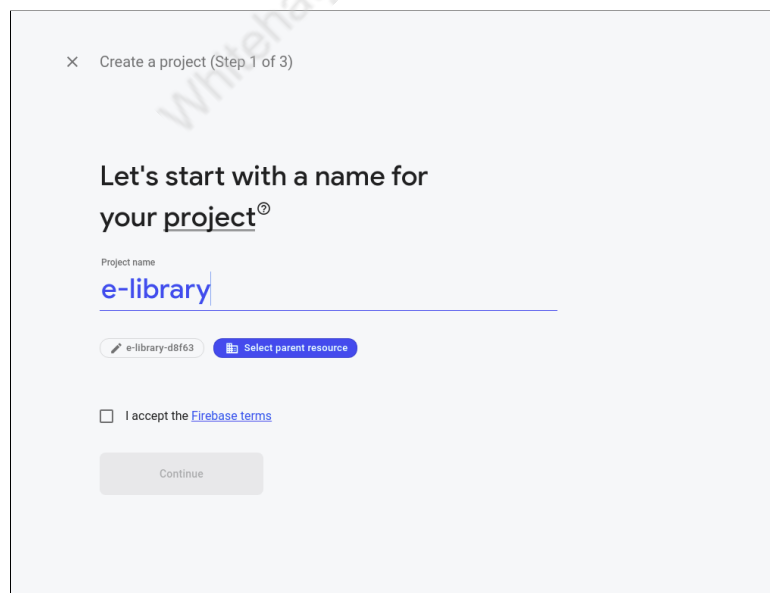 Create a project (Step 1 of 3)
Let's start with a name for
your project
Project name
e-library
e-library-d8f63
Select parent resource
I accept the Firebase terms
Continue